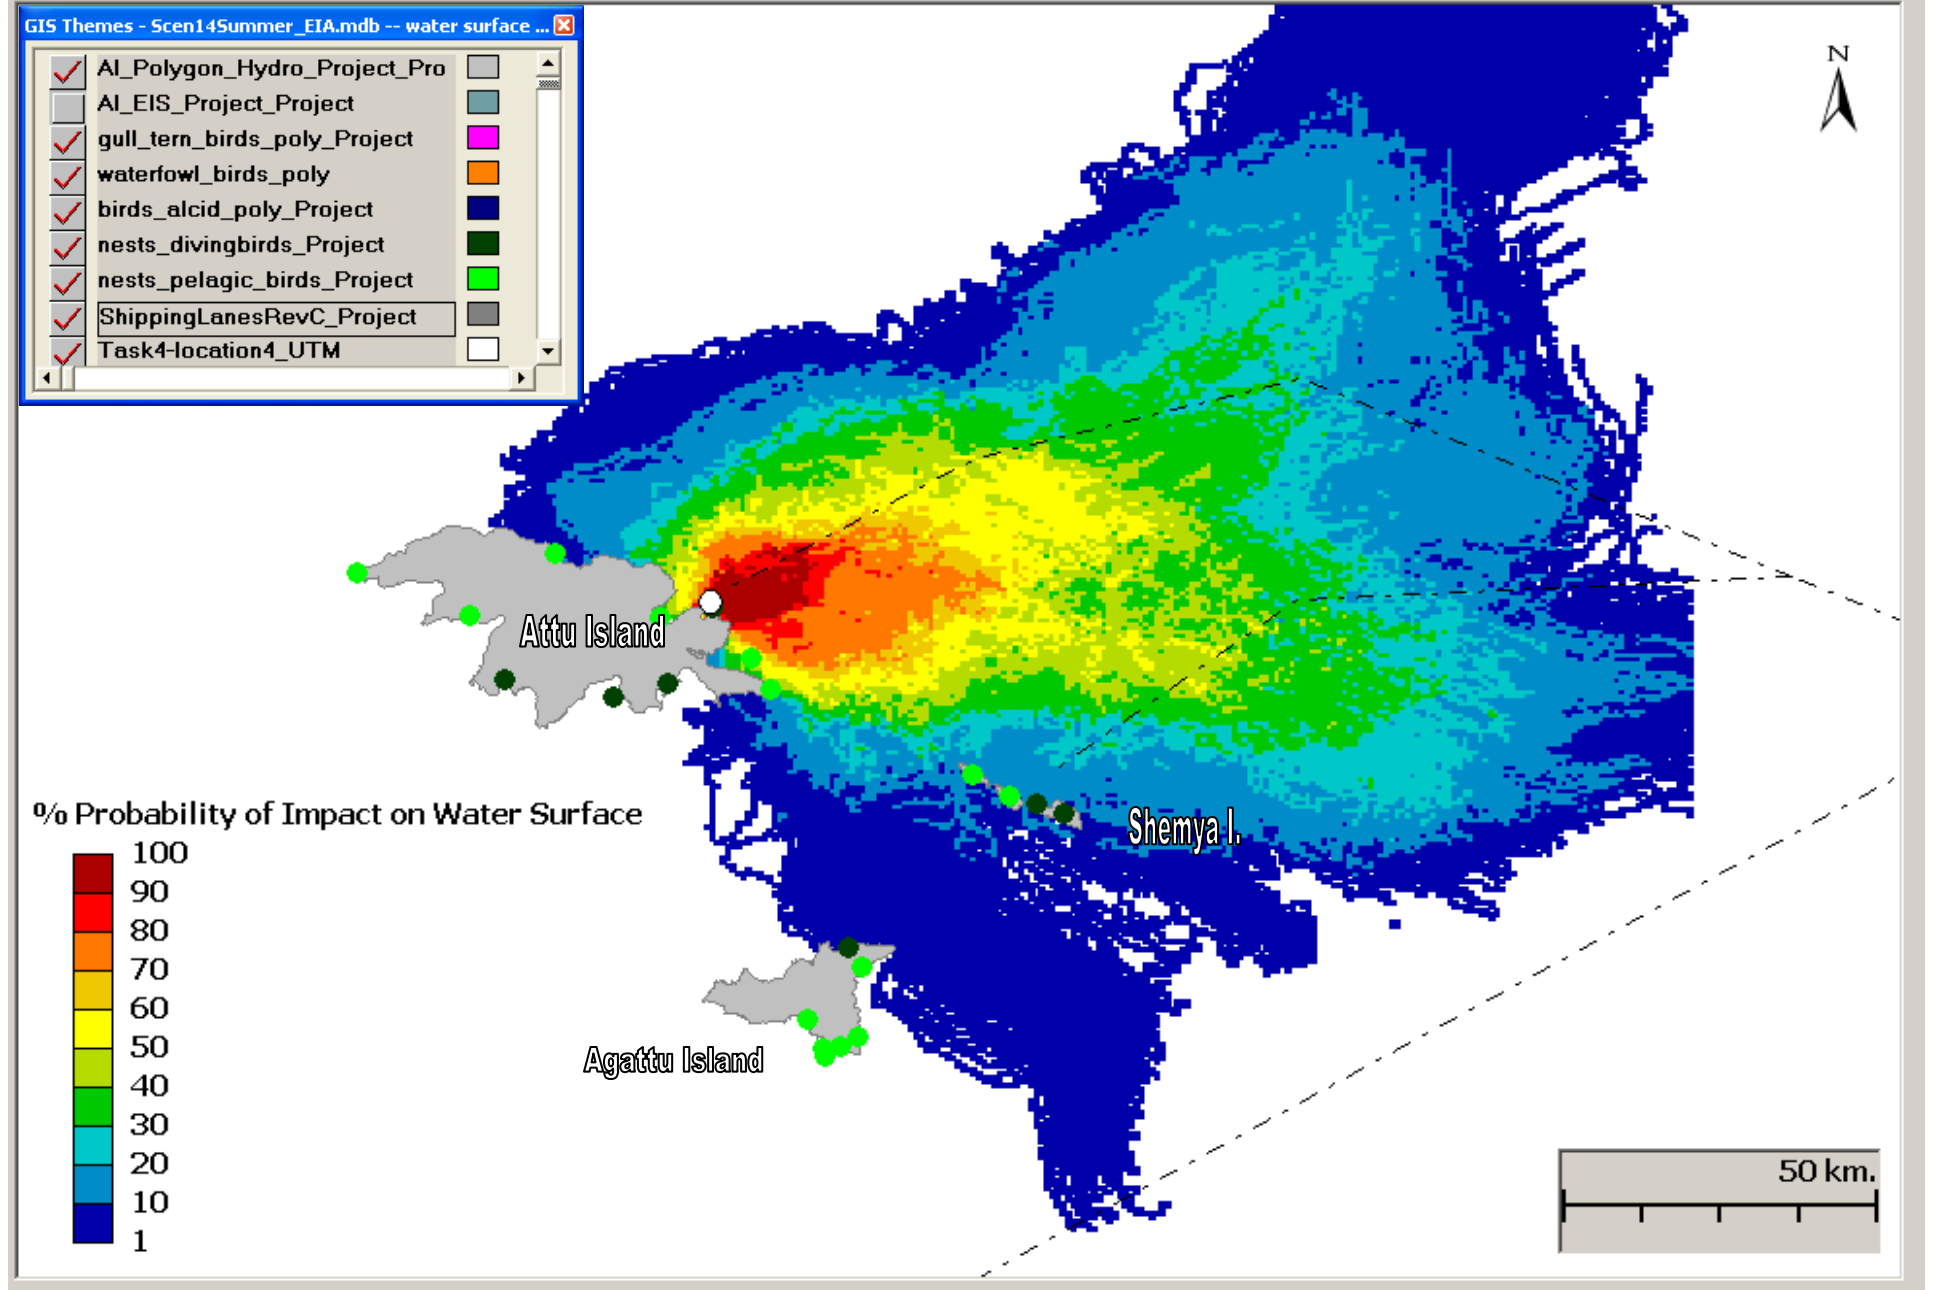 GIS Themes - Scen14Summer_EIA.mdb -- water surface ...
AI_Polygon_Hydro_Project_Pro
AI_EIS_Project_Project
gull_tern_birds_poly_Project
waterfowl_birds_poly
birds_alcid_poly_Project
nests_divingbirds_Project
nests_pelagic_birds_Project
ShippingLanesRevC_Project
Task4-location4_UTM
N
Attu Island
Shemya I.
Agattu Island
% Probability of Impact on Water Surface
100
90
80
70
60
50
40
30
20
10
1
50 km.